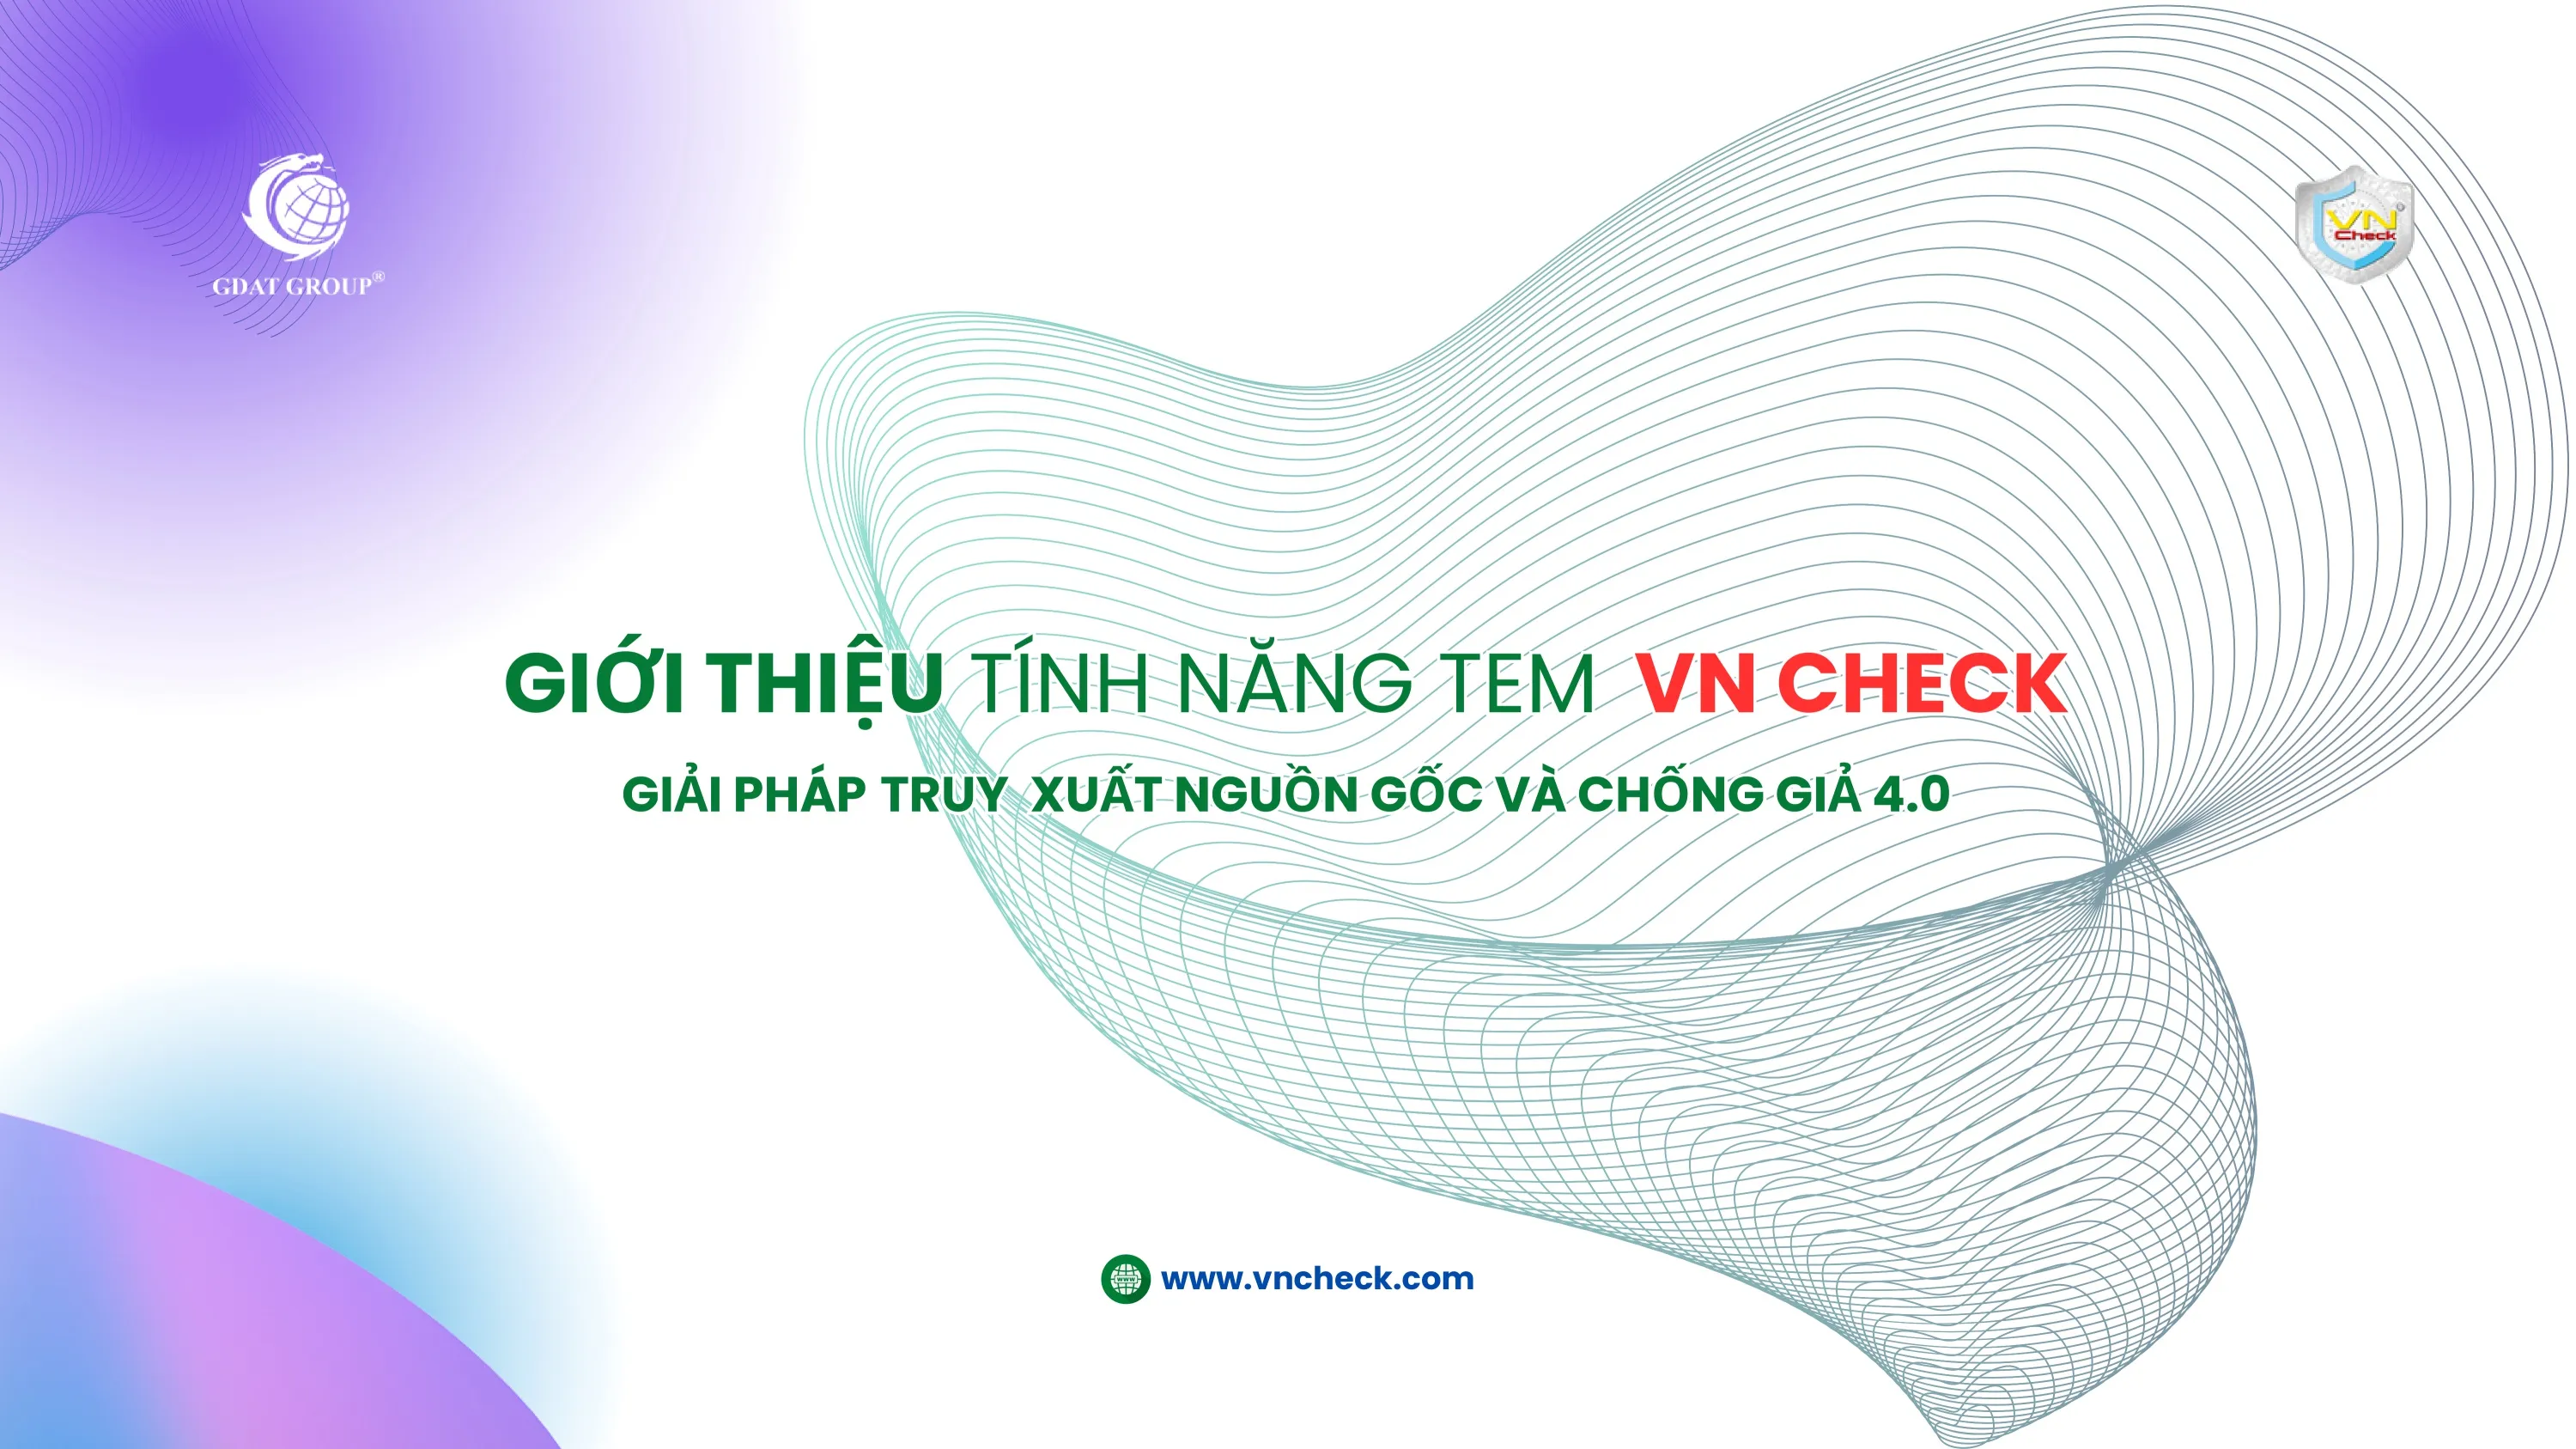 GDAT GROUP®
VN
Check®
GIỚI THIỆU TÍNH NĂNG TEM VN CHECK
GIẢI PHÁP TRUY XUẤT NGUỒN GỐC VÀ CHỐNG GIẢ 4.0
www.vncheck.com